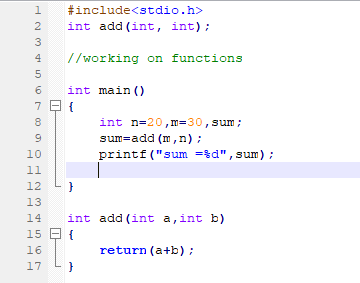 1 #include<stdio.h>
2 int add(int, int);
3
4 //working on functions
5
6 int main()
7 {
8 int n=20,m=30,sum;
9 sum=add(m,n);
10 printf("sum =%d",sum);
11
12 }
13
14 int add(int a,int b)
15 {
16 return(a+b);
17 }